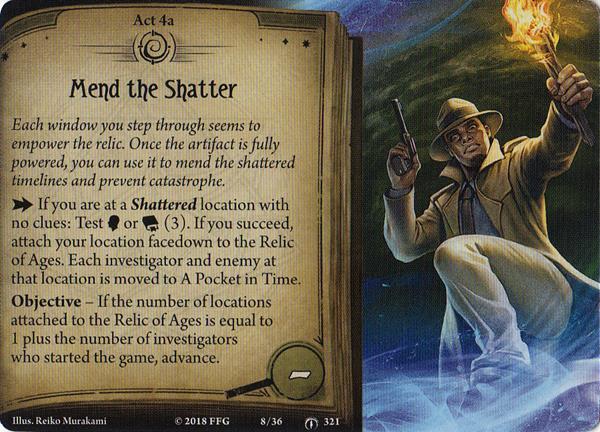 Act 4a
Mend the Shatter
Each window you step through seems to
empower the relic. Once the artifact is fully
powered, you can use it to mend the shattered
timelines and prevent catastrophe.
If you are at a Shattered location with
no clues: Test or (3). If you succeed,
attach your location facedown to the Relic
of Ages. Each investigator and enemy at
that location is moved to A Pocket in Time.
Objective – If the number of locations
attached to the Relic of Ages is equal to
1 plus the number of investigators
who started the game, advance.
–
Illus. Reiko Murakami © 2018 FFG 8/36 321